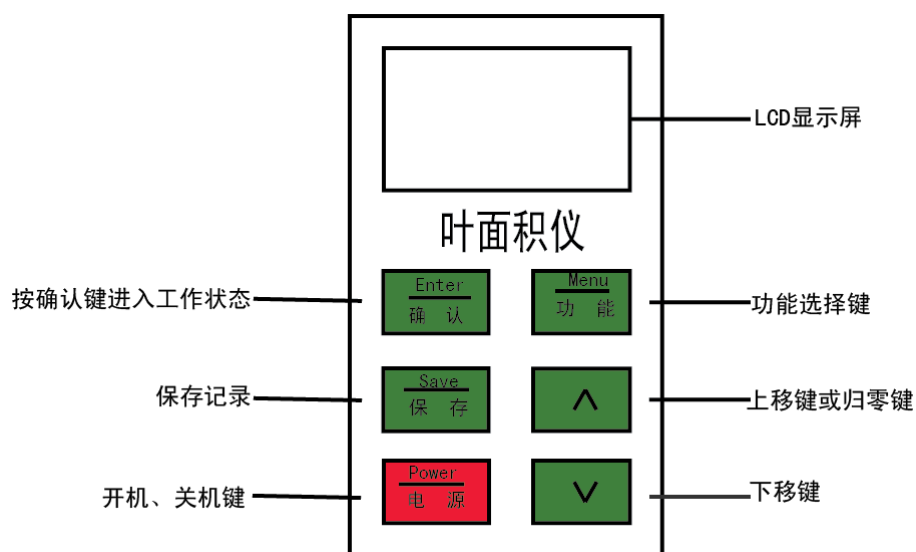 LCD显示屏
叶面积仪
按确认键进入工作状态
Enter
确 认
Menu
功 能
功能选择键
保存记录
Save
保 存
∧
上移键或归零键
开机、关机键
Power
电 源
∨
下移键